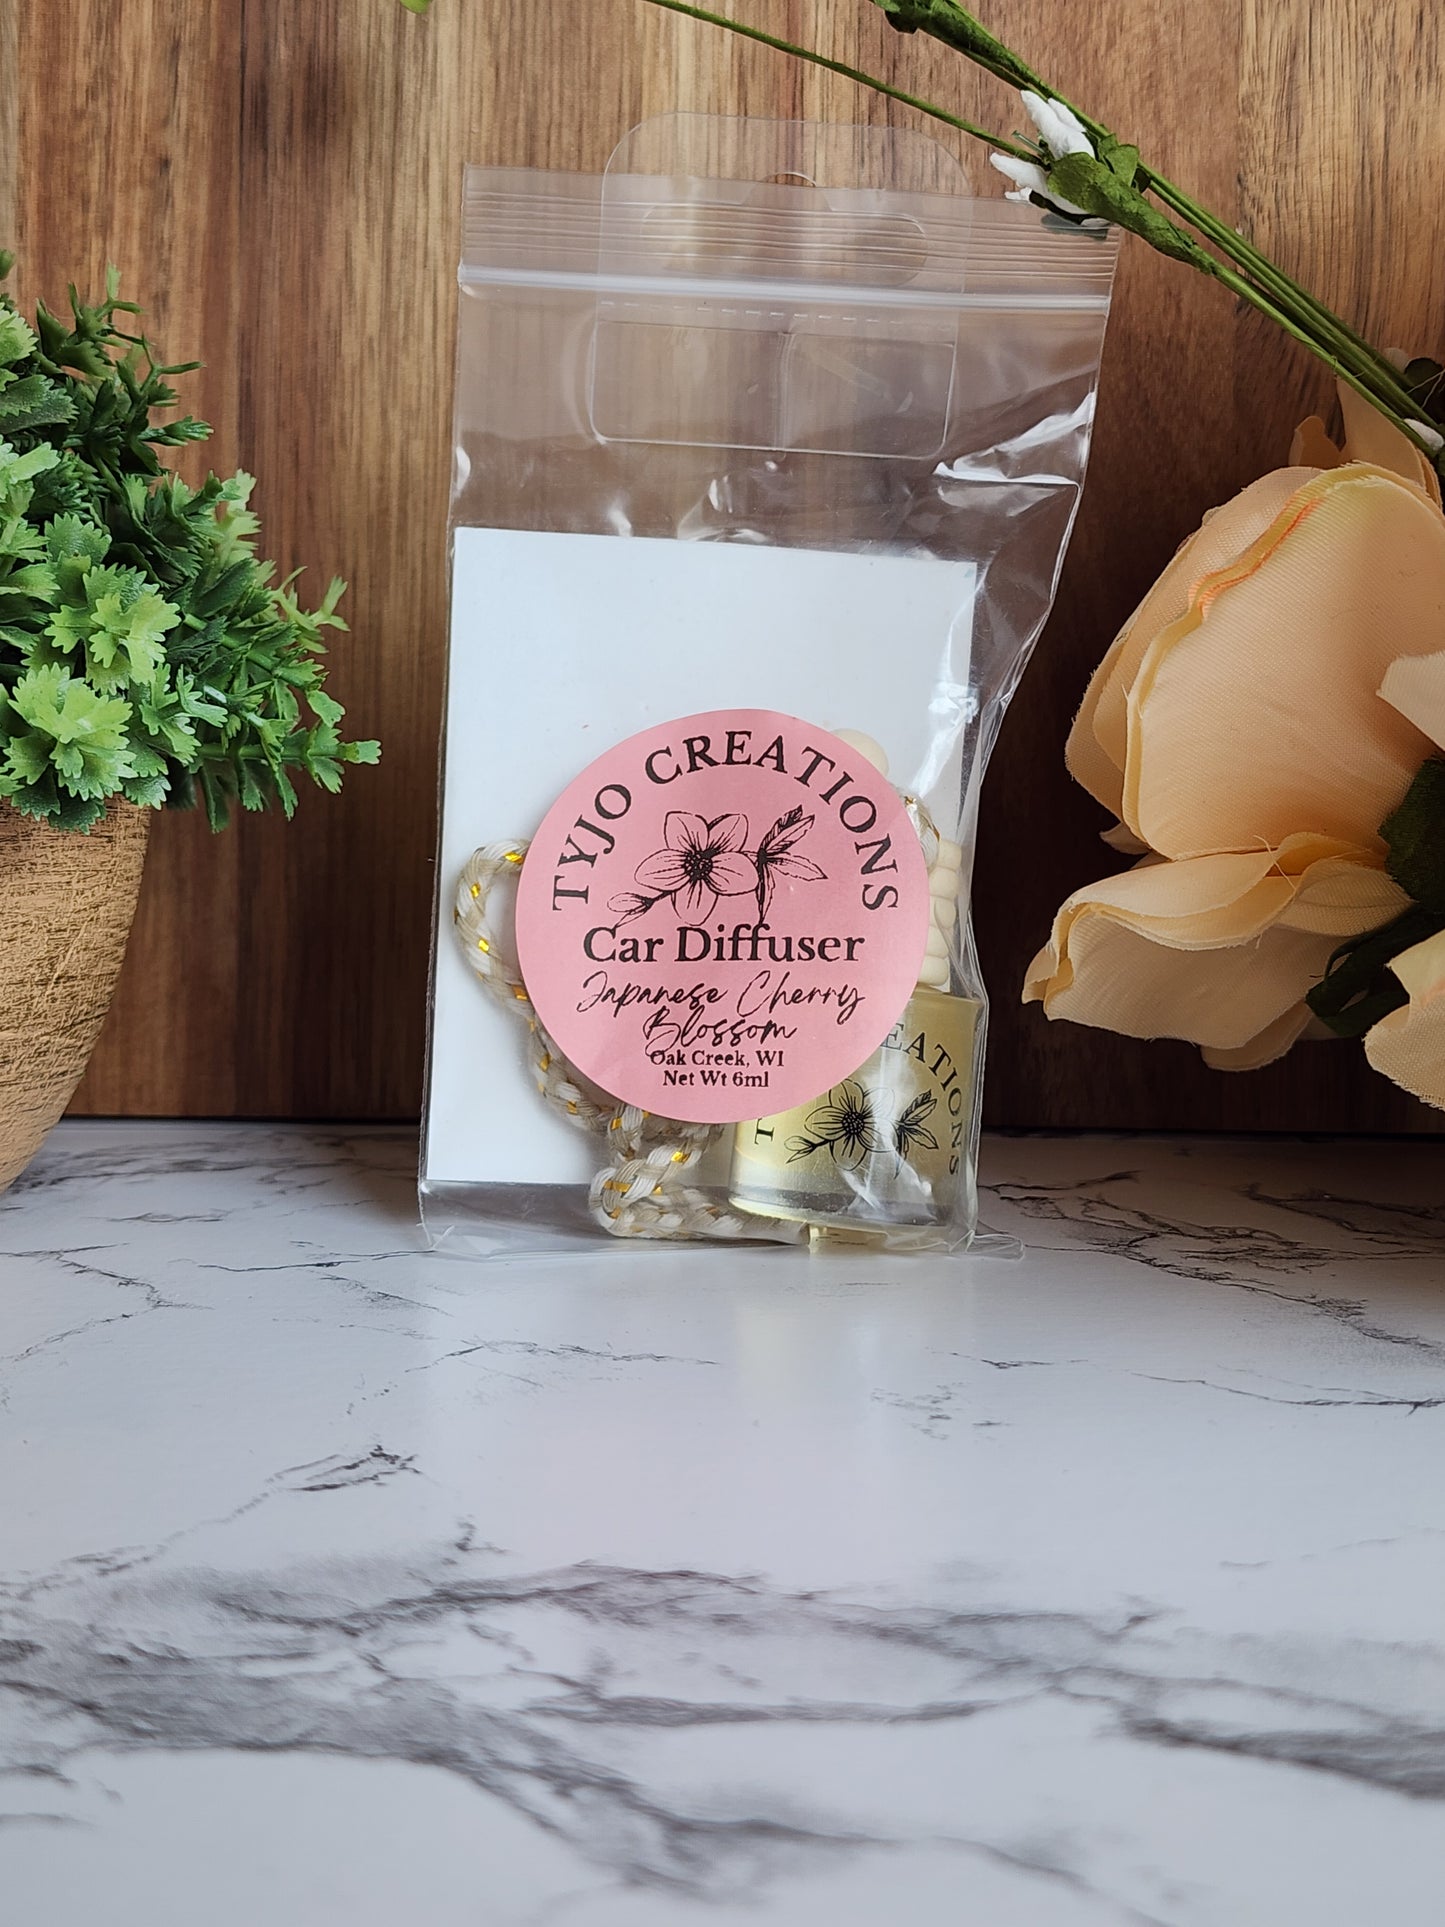 TYJO CREATIONS
Car Diffuser
Japanese Cherry
Blossom
Oak Creek, WI
Net Wt 6ml
T EATIONS